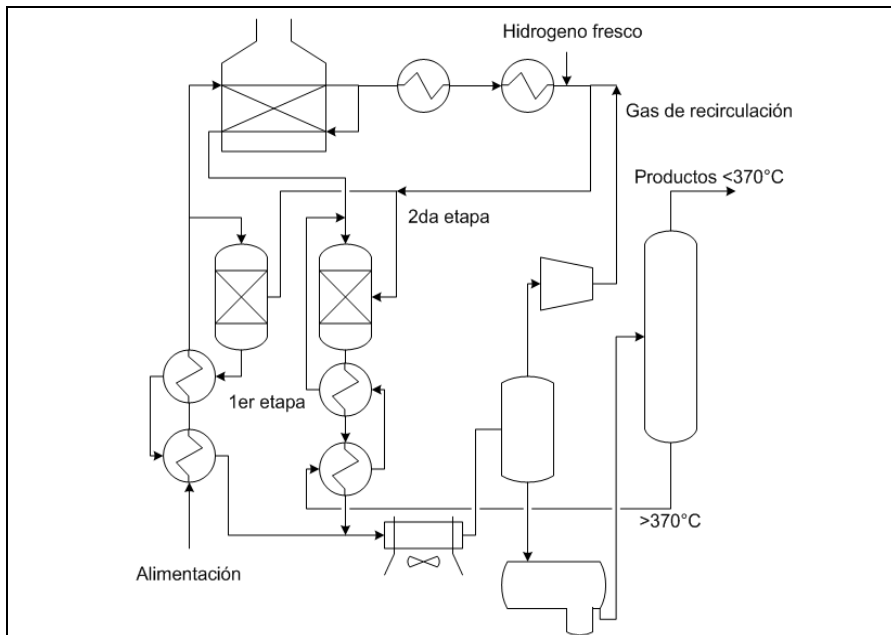 Hidrogeno fresco
Gas de recirculación
Productos <370°C
2da etapa
1er etapa
>370°C
Alimentación